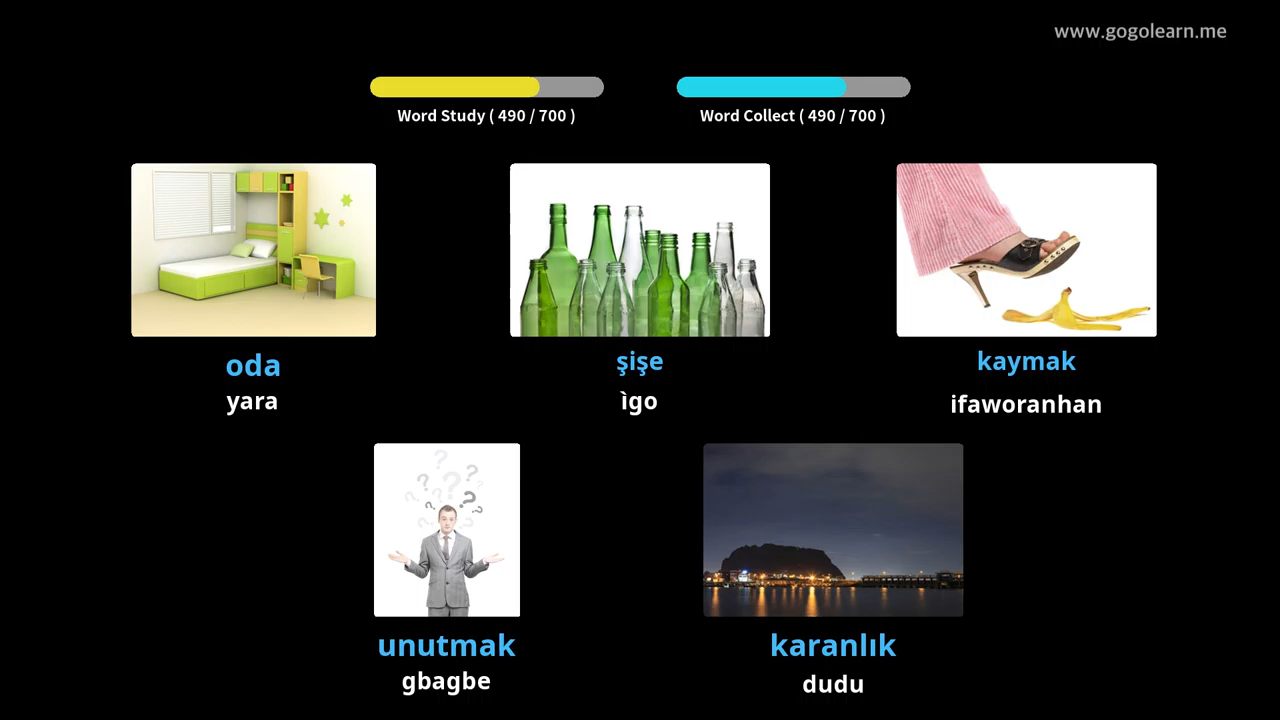 www.gogolearn.me
Word Study ( 490 / 700 )
Word Collect ( 490 / 700 )
oda
yara
şişe
ìgo
kaymak
ifaworanhan
unutmak
gbagbe
karanlık
dudu